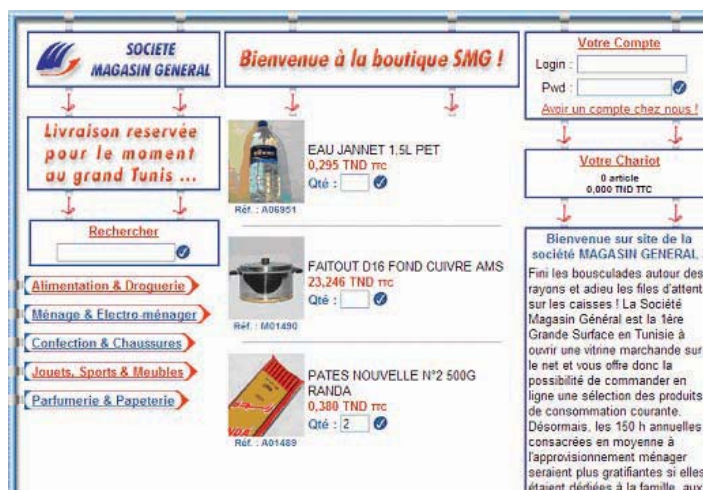 SOCIETE
MAGASIN GENERAL
Bienvenue à la boutique SMG !
Votre Compte
Login :
Pwd :
Avoir un compte chez nous !
Livraison reservée
pour le moment
au grand Tunis ...
Rechercher
Alimentation & Droguerie
Ménage & Electro-ménager
Confection & Chaussures
Jouets, Sports & Meubles
Parfumerie & Papeterie
EAU JANNET 1,5L PET
0,295 TND TTC
Qté :
Réf. : A06951
FAITOUT D16 FOND CUIVRE AMS
23,246 TND TTC
Qté :
Réf. : M01490
PATES NOUVELLE N°2 500G
RANDA
0,380 TND TTC
Qté : 2
Réf. : A01489
Votre Chariot
0 article
0,000 TND TTC
Bienvenue sur site de la
société MAGASIN GENERAL
Fini les bousculades autour des
rayons et adieu les files d'attent
sur les caisses ! La Société
Magasin Général est la 1ère
Grande Surface en Tunisie à
ouvrir une vitrine marchande sur
le net et vous offre donc la
possibilité de commander en
ligne une sélection des produits
de consommation courante.
Désormais, les 150 h annuelles
consacrées en moyenne à
l'approvisionnement ménager
seraient plus gratifiantes si elles
étaient dédiées à la famille, aux